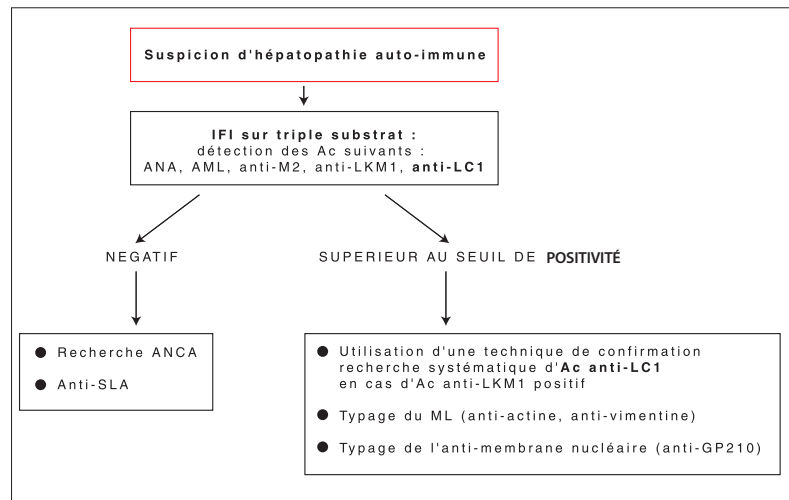 Suspicion d'hépatopathie auto-immune
IFI sur triple substrat :
détection des Ac suivants :
ANA, AML, anti-M2, anti-LKM1, anti-LC1
NEGATIF
SUPERIEUR AU SEUIL DE POSITIVITÉ
● Recherche ANCA
● Anti-SLA
● Utilisation d'une technique de confirmation
recherche systématique d'Ac anti-LC1
en cas d'Ac anti-LKM1 positif
● Typage du ML (anti-actine, anti-vimentine)
● Typage de l'anti-membrane nucléaire (anti-GP210)